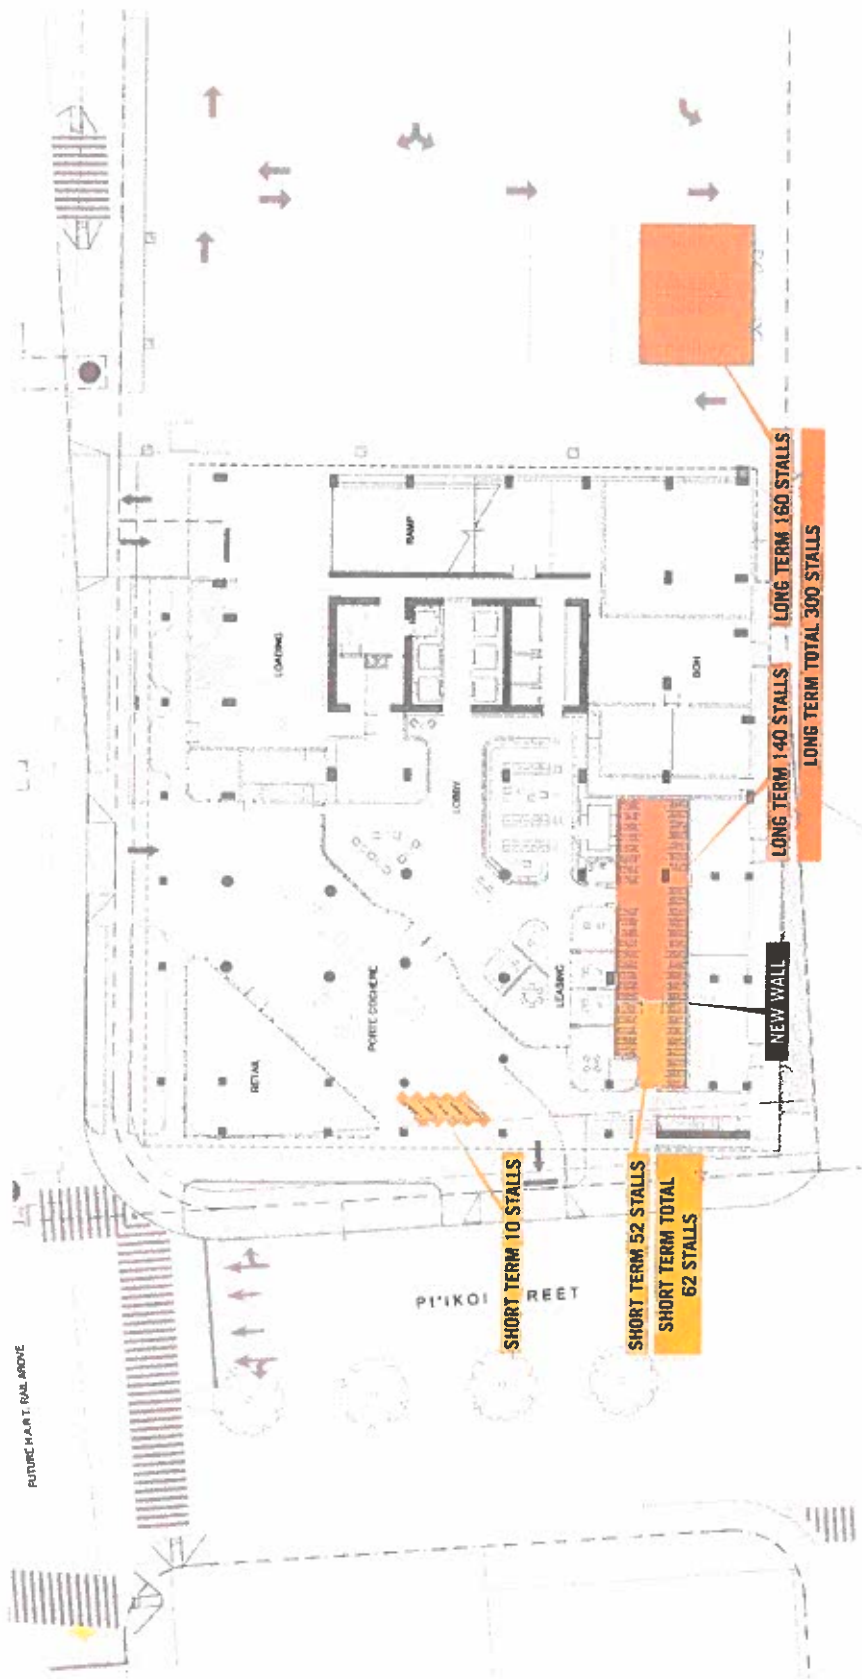 FUTURE H.A.R.T. RAIL ABOVE
LOADING
RAMP
RETAIL
PORTE COCHERE
LOBBY
LEASING
BOH
PI'IKOI
REET
SHORT TERM 10 STALLS
SHORT TERM 52 STALLS
SHORT TERM TOTAL
62 STALLS
NEW WALL
LONG TERM 140 STALLS
LONG TERM 160 STALLS
LONG TERM TOTAL 300 STALLS